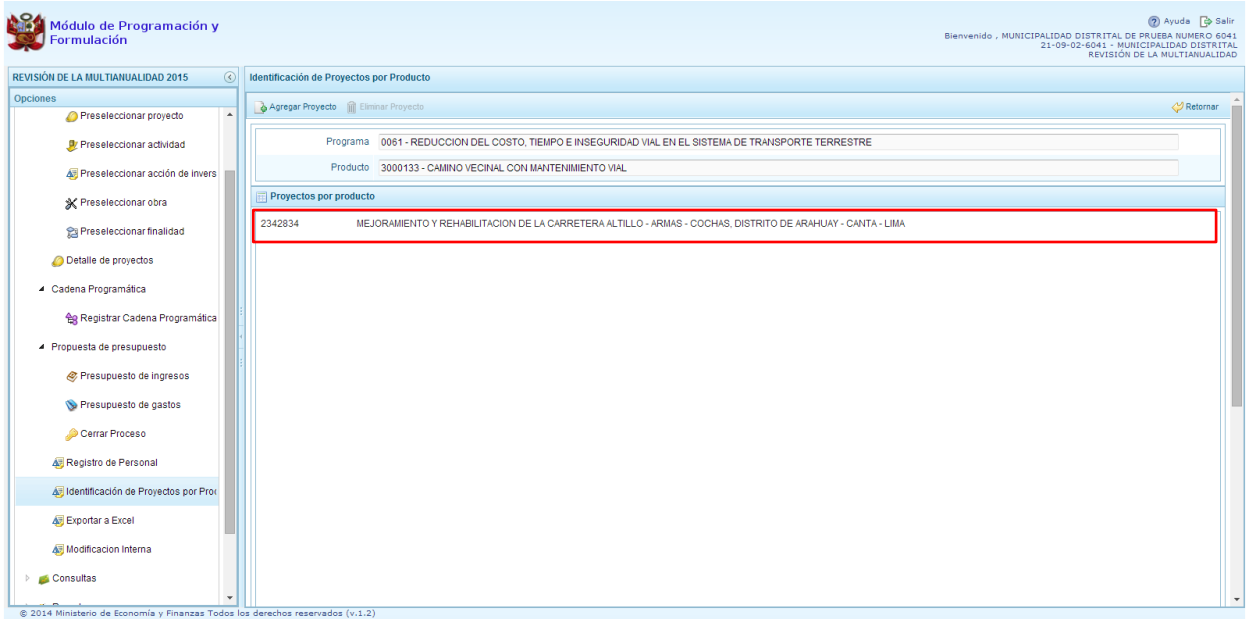 Módulo de Programación y
Formulación
Ayuda Salir
Bienvenido , MUNICIPALIDAD DISTRITAL DE PRUEBA NUMERO 6041
21-09-02-6041 - MUNICIPALIDAD DISTRITAL
REVISIÓN DE LA MULTIANUALIDAD
REVISIÓN DE LA MULTIANUALIDAD 2015
Opciones
Preseleccionar proyecto
Preseleccionar actividad
Preseleccionar acción de invers
Preseleccionar obra
Preseleccionar finalidad
Detalle de proyectos
Cadena Programática
Registrar Cadena Programática
Propuesta de presupuesto
Presupuesto de ingresos
Presupuesto de gastos
Cerrar Proceso
Registro de Personal
Identificación de Proyectos por Pro
Exportar a Excel
Modificacion Interna
Consultas
Identificación de Proyectos por Producto
Agregar Proyecto Eliminar Proyecto Retornar
Programa 0061 - REDUCCION DEL COSTO, TIEMPO E INSEGURIDAD VIAL EN EL SISTEMA DE TRANSPORTE TERRESTRE
Producto 3000133 - CAMINO VECINAL CON MANTENIMIENTO VIAL
Proyectos por producto
2342834 MEJORAMIENTO Y REHABILITACION DE LA CARRETERA ALTILLO - ARMAS - COCHAS, DISTRITO DE ARAHUAY - CANTA - LIMA
© 2014 Ministerio de Economía y Finanzas Todos los derechos reservados (v.1.2)